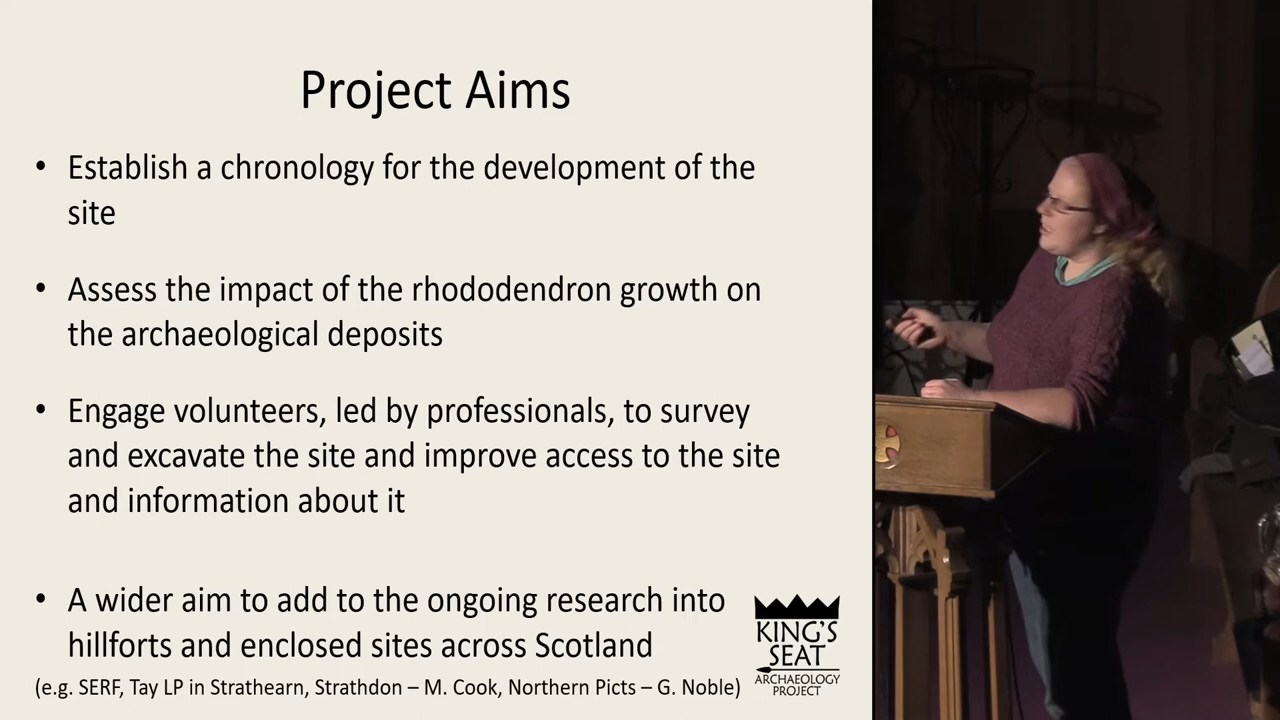 Project Aims
• Establish a chronology for the development of the
site
• Assess the impact of the rhododendron growth on
the archaeological deposits
• Engage volunteers, led by professionals, to survey
and excavate the site and improve access to the site
and information about it
• A wider aim to add to the ongoing research into
hillforts and enclosed sites across Scotland
(e.g. SERF, Tay LP in Strathearn, Strathdon – M. Cook, Northern Picts – G. Noble)
KING'S
SEAT
ARCHAEOLOGY
PROJECT